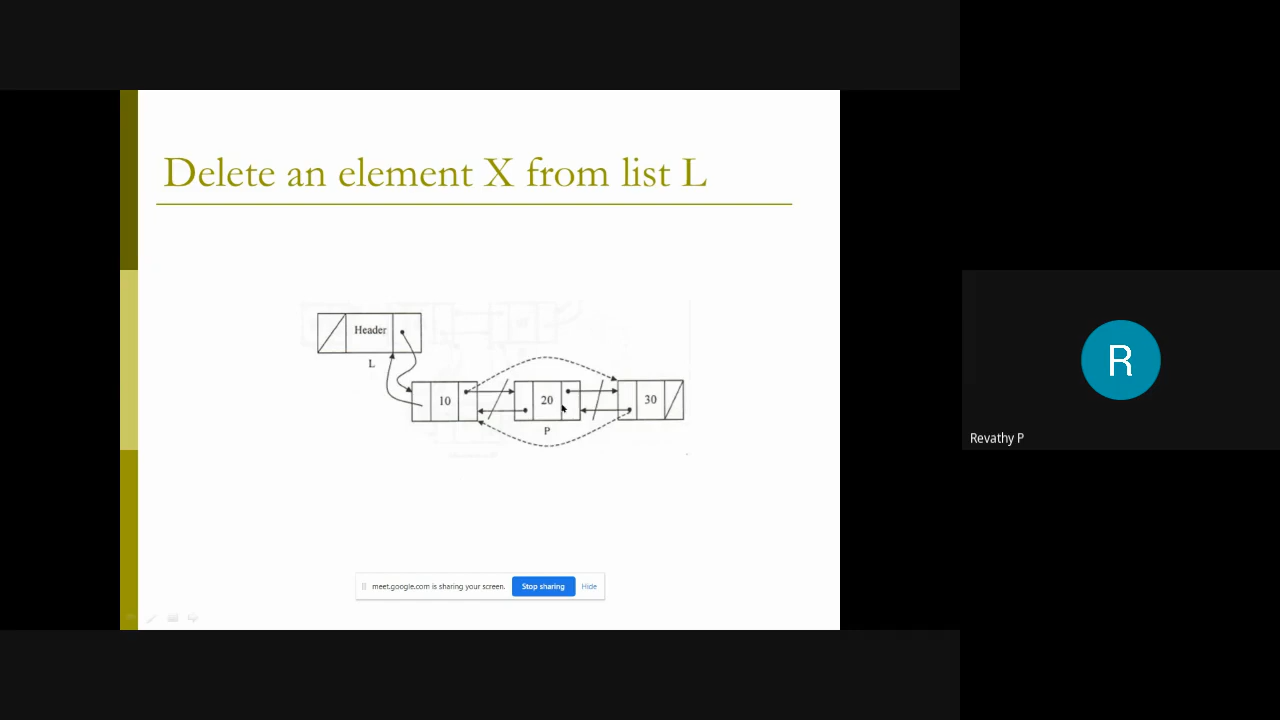 Delete an element X from list L
Header
L
10
20
30
P
meet.google.com is sharing your screen.
Stop sharing
Hide
R
Revathy P